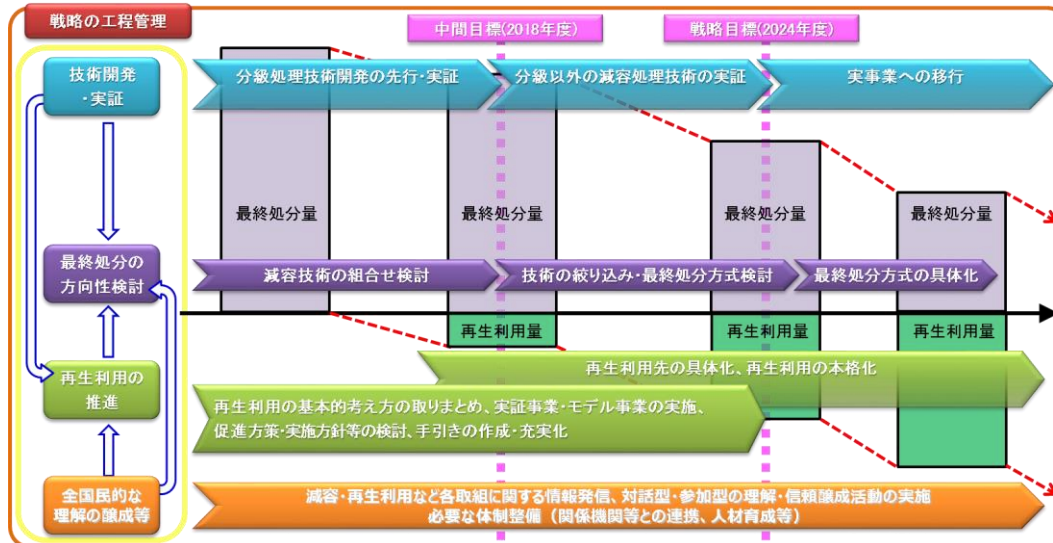 戦略の工程管理
中間目標(2018年度)
戦略目標(2024年度)
技術開発
・実証
分級処理技術開発の先行・実証
分級以外の減容処理技術の実証
実事業への移行
最終処分量
最終処分量
最終処分量
最終処分量
最終処分の
方向性検討
減容技術の組合せ検討
技術の絞り込み・最終処分方式検討
最終処分方式の具体化
再生利用量
再生利用量
再生利用量
再生利用の
推進
再生利用先の具体化、再生利用の本格化
再生利用の基本的考え方の取りまとめ、実証事業・モデル事業の実施、
促進方策・実施方針等の検討、手引きの作成・充実化
全国民的な
理解の醸成等
減容・再生利用など各取組に関する情報発信、対話型・参加型の理解・信頼醸成活動の実施
必要な体制整備（関係機関等との連携、人材育成等）